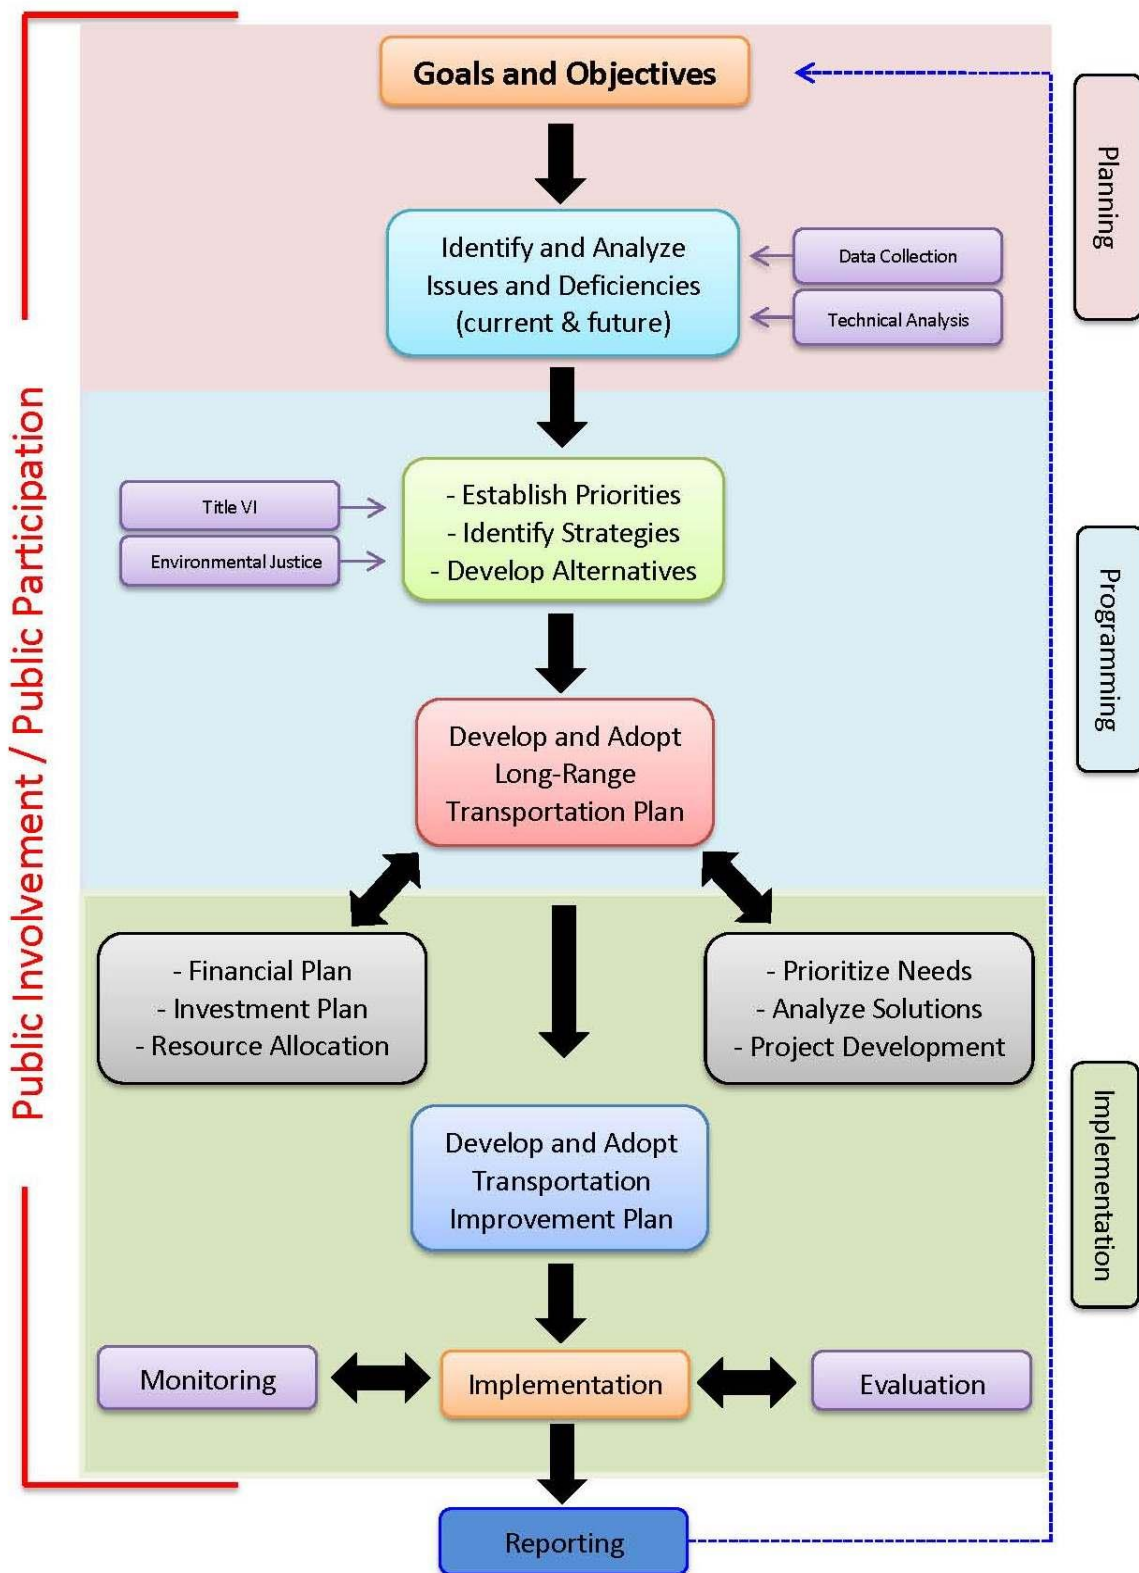 Goals and Objectives
Planning
Identify and Analyze
Issues and Deficiencies
(current & future)
Data Collection
Technical Analysis
Public Involvement / Public Participation
Title VI
Environmental Justice
- Establish Priorities
- Identify Strategies
- Develop Alternatives
Programming
Develop and Adopt
Long-Range
Transportation Plan
- Financial Plan
- Investment Plan
- Resource Allocation
- Prioritize Needs
- Analyze Solutions
- Project Development
Implementation
Develop and Adopt
Transportation
Improvement Plan
Monitoring
Implementation
Evaluation
Reporting